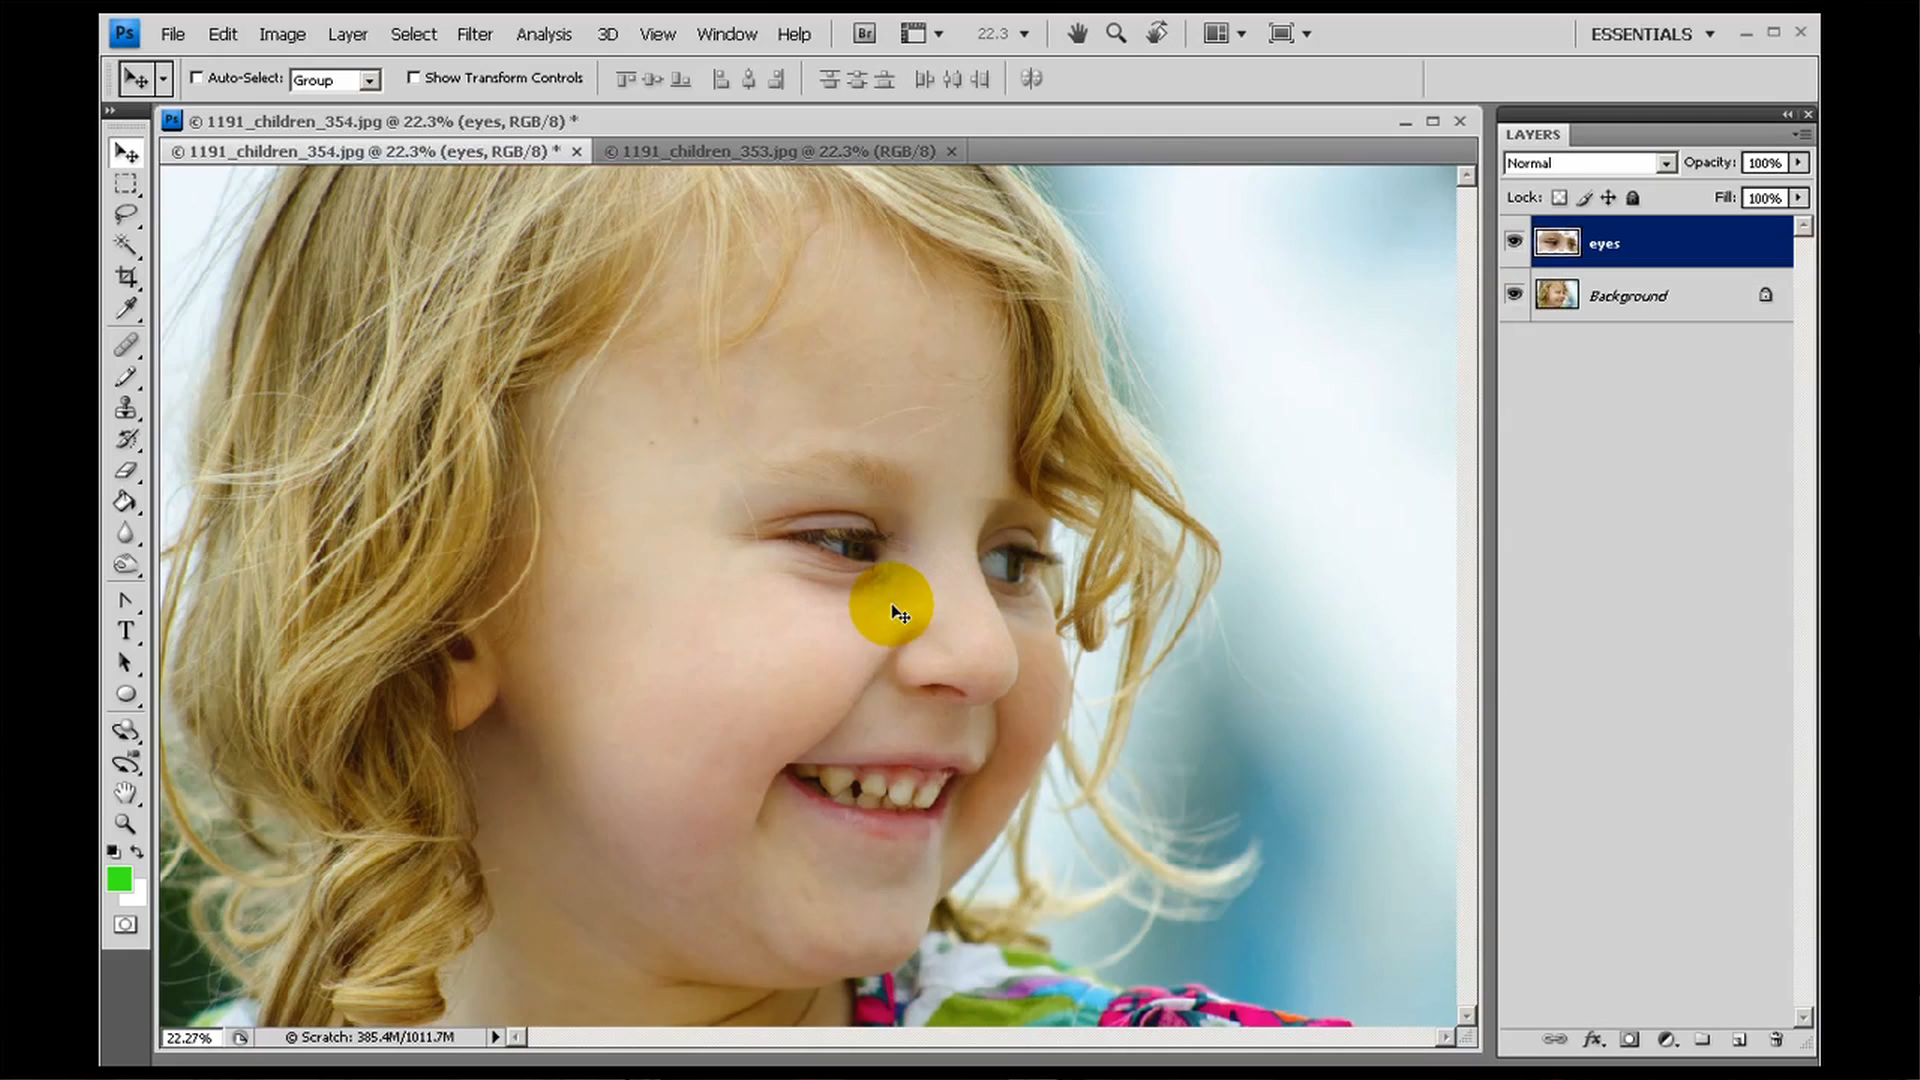 Ps File Edit Image Layer Select Filter Analysis 3D View Window Help Br 22.3 ESSENTIALS
Auto-Select: Group Show Transform Controls
Ps © 1191_children_354.jpg @ 22.3% (eyes, RGB/8) *
© 1191_children_354.jpg @ 22.3% (eyes, RGB/8) * © 1191_children_353.jpg @ 22.3% (RGB/8)
LAYERS
Normal Opacity: 100%
Lock: Fill: 100%
eyes
Background
T
22.27% © Scratch: 385.4M/1011.7M
fx